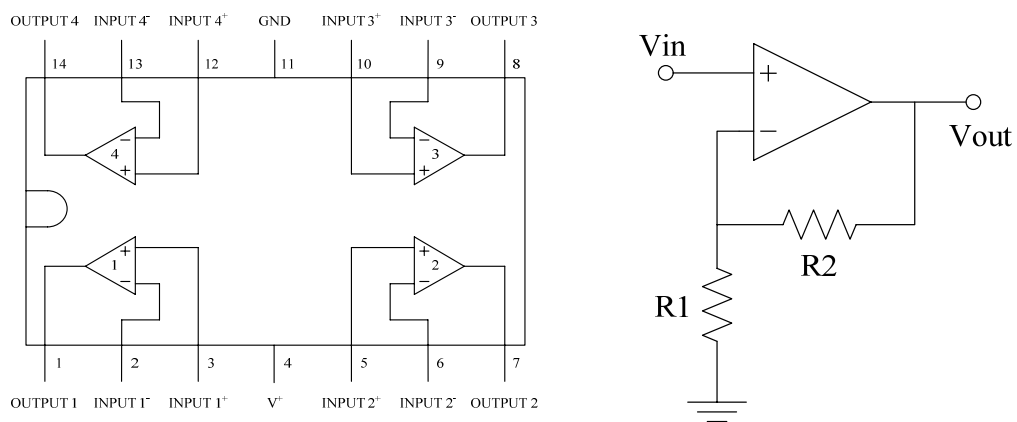 OUTPUT 4 INPUT 4- INPUT 4+ GND INPUT 3+ INPUT 3- OUTPUT 3
14 13 12 11 10 9 8
− −
4 3
+ +
+ +
1 2
− −
1 2 3 4 5 6 7
OUTPUT 1 INPUT 1- INPUT 1+ V+ INPUT 2+ INPUT 2- OUTPUT 2
Vin
+
−
Vout
R2
R1